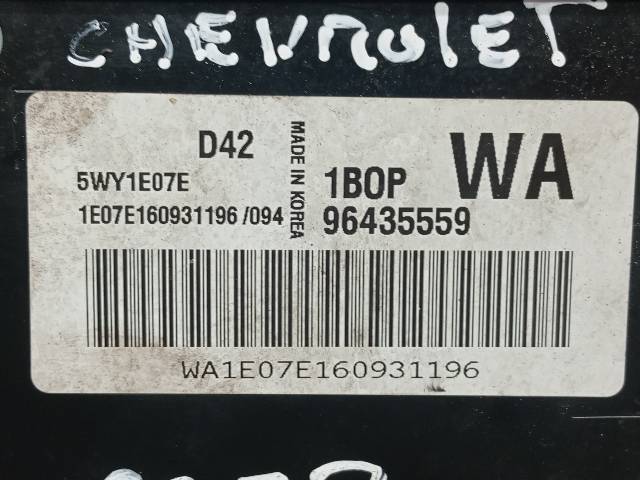 CHEVROLET
D42
MADE IN KOREA
WA
5WY1E07E
1BOP
1E07E160931196 /094
96435559
WA1E07E160931196